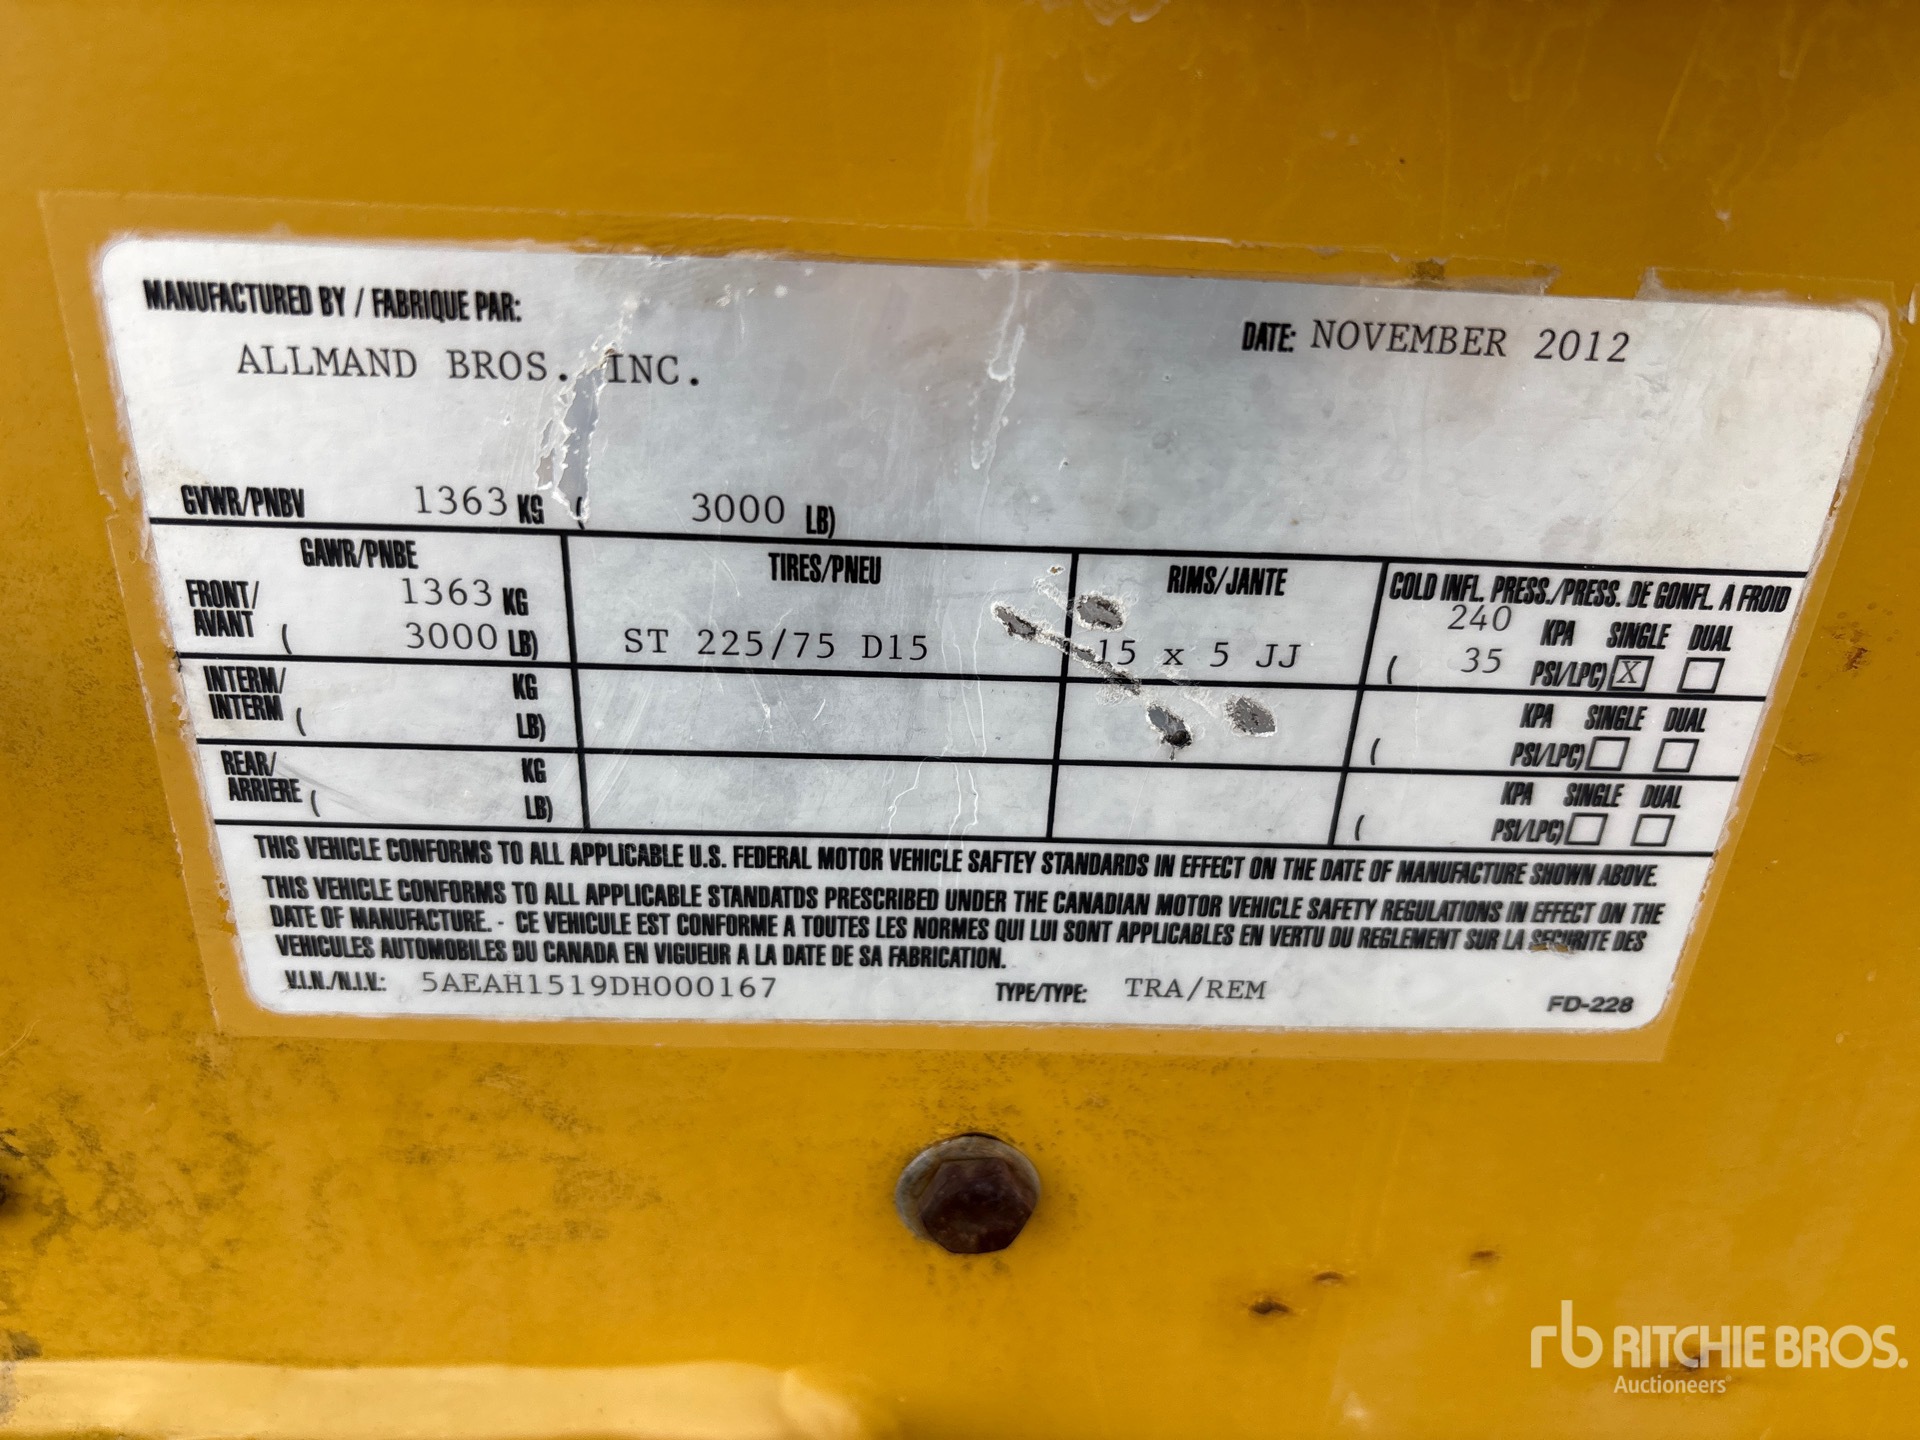 MANUFACTURED BY / FABRIQUE PAR:
DATE: NOVEMBER 2012
ALLMAND BROS. INC.
GVWR/PNBV 1363 KG ( 3000 LB)
GAWR/PNBE TIRES/PNEU RIMS/JANTE COLD INFL. PRESS./PRESS. DE GONFL. A FROID
FRONT/ 1363 KG 240 KPA SINGLE DUAL
AVANT ( 3000 LB) ST 225/75 D15 15 x 5 JJ ( 35 PSI/LPC) X
INTERM/ KG KPA SINGLE DUAL
INTERM ( LB) ( PSI/LPC)
REAR/ KG KPA SINGLE DUAL
ARRIERE ( LB) ( PSI/LPC)
THIS VEHICLE CONFORMS TO ALL APPLICABLE U.S. FEDERAL MOTOR VEHICLE SAFTEY STANDARDS IN EFFECT ON THE DATE OF MANUFACTURE SHOWN ABOVE.
THIS VEHICLE CONFORMS TO ALL APPLICABLE STANDATDS PRESCRIBED UNDER THE CANADIAN MOTOR VEHICLE SAFETY REGULATIONS IN EFFECT ON THE
DATE OF MANUFACTURE. - CE VEHICULE EST CONFORME A TOUTES LES NORMES QUI LUI SONT APPLICABLES EN VERTU DU REGLEMENT SUR LA SECURITE DES
VEHICULES AUTOMOBILES DU CANADA EN VIGUEUR A LA DATE DE SA FABRICATION.
V.I.N./N.I.V.: 5AEAH1519DH000167 TYPE/TYPE: TRA/REM FD-228
rb RITCHIE BROS.
Auctioneers